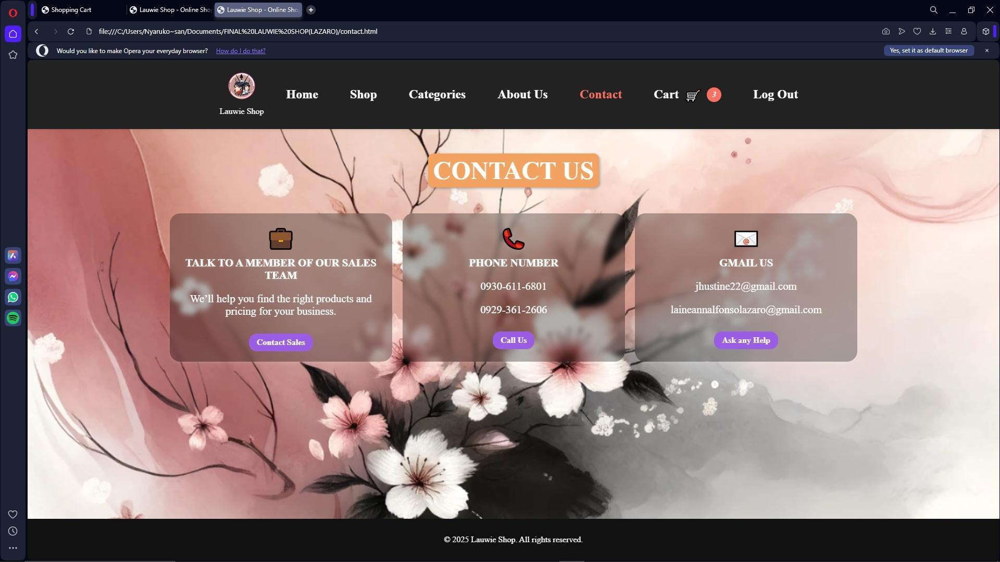 Shopping Cart
Lauwie Shop - Online Sho
Lauwie Shop - Online Sho
file:///C:/Users/Nyaruko~san/Documents/FINAL%20LAUWIE%20SHOP(LAZARO)/contact.html
Would you like to make Opera your everyday browser? How do I do that?
Yes, set it as default browser
Lauwie Shop
Home
Shop
Categories
About Us
Contact
Cart 3
Log Out
CONTACT US
TALK TO A MEMBER OF OUR SALES
TEAM
We’ll help you find the right products and
pricing for your business.
Contact Sales
PHONE NUMBER
0930-611-6801
0929-361-2606
Call Us
GMAIL US
jhustine22@gmail.com
laineannalfonsolazaro@gmail.com
Ask any Help
© 2025 Lauwie Shop. All rights reserved.